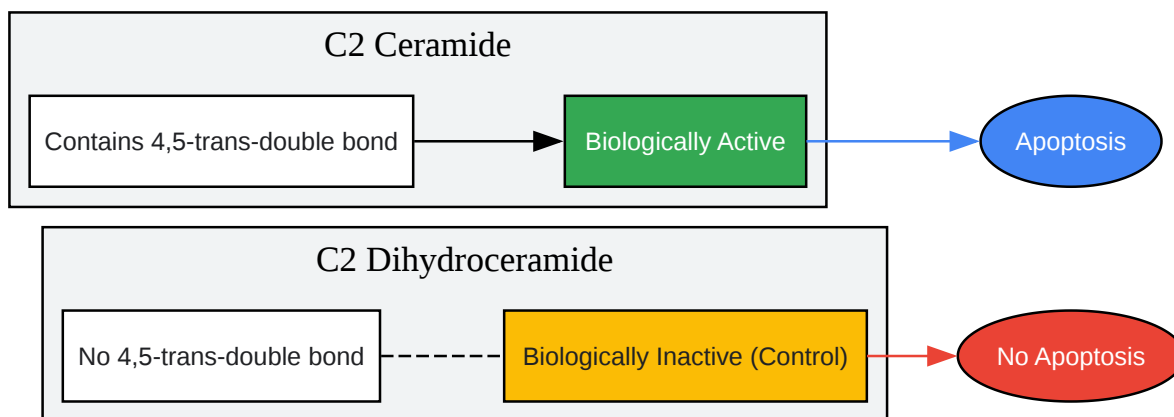 C2 Ceramide
Contains 4,5-trans-double bond
Biologically Active
Apoptosis
C2 Dihydroceramide
No 4,5-trans-double bond
Biologically Inactive (Control)
No Apoptosis